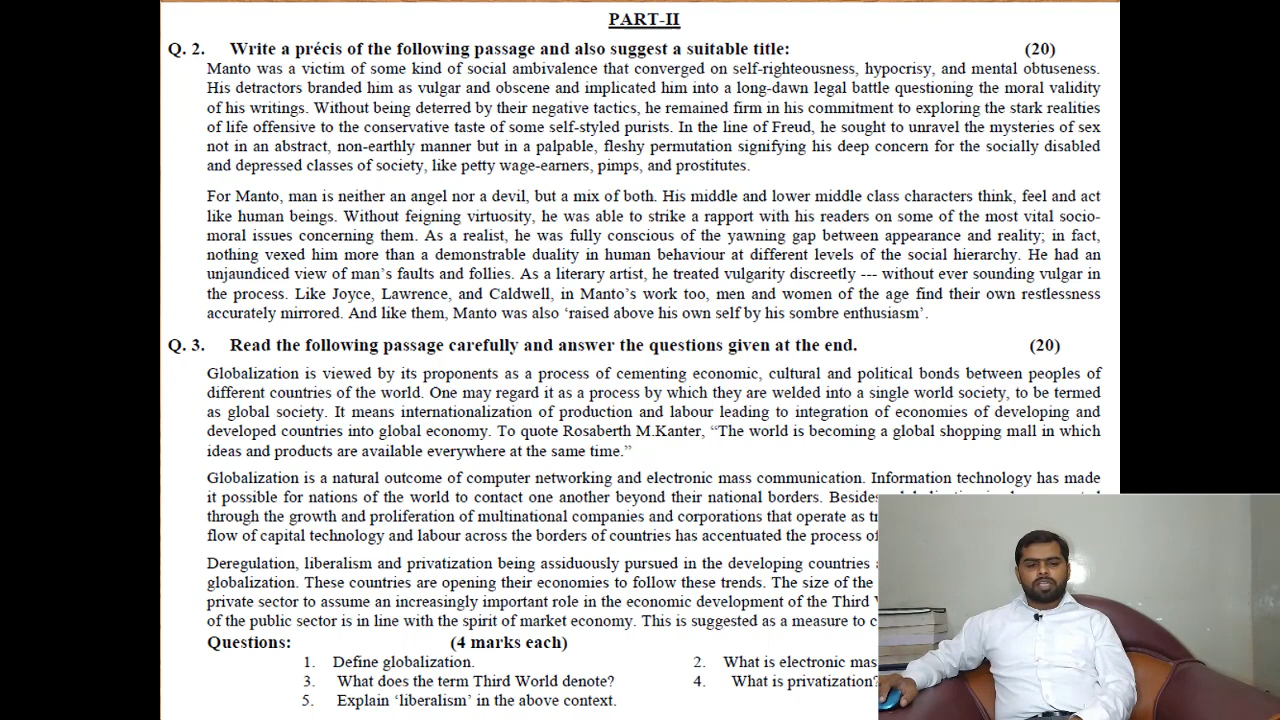 PART-II
Q. 2. Write a précis of the following passage and also suggest a suitable title: (20)
Manto was a victim of some kind of social ambivalence that converged on self-righteousness, hypocrisy, and mental obtuseness.
His detractors branded him as vulgar and obscene and implicated him into a long-dawn legal battle questioning the moral validity
of his writings. Without being deterred by their negative tactics, he remained firm in his commitment to exploring the stark realities
of life offensive to the conservative taste of some self-styled purists. In the line of Freud, he sought to unravel the mysteries of sex
not in an abstract, non-earthly manner but in a palpable, fleshy permutation signifying his deep concern for the socially disabled
and depressed classes of society, like petty wage-earners, pimps, and prostitutes.
For Manto, man is neither an angel nor a devil, but a mix of both. His middle and lower middle class characters think, feel and act
like human beings. Without feigning virtuosity, he was able to strike a rapport with his readers on some of the most vital socio-
moral issues concerning them. As a realist, he was fully conscious of the yawning gap between appearance and reality; in fact,
nothing vexed him more than a demonstrable duality in human behaviour at different levels of the social hierarchy. He had an
unjaundiced view of man's faults and follies. As a literary artist, he treated vulgarity discreetly --- without ever sounding vulgar in
the process. Like Joyce, Lawrence, and Caldwell, in Manto's work too, men and women of the age find their own restlessness
accurately mirrored. And like them, Manto was also 'raised above his own self by his sombre enthusiasm'.
Q. 3. Read the following passage carefully and answer the questions given at the end. (20)
Globalization is viewed by its proponents as a process of cementing economic, cultural and political bonds between peoples of
different countries of the world. One may regard it as a process by which they are welded into a single world society, to be termed
as global society. It means internationalization of production and labour leading to integration of economies of developing and
developed countries into global economy. To quote Rosaberth M.Kanter, "The world is becoming a global shopping mall in which
ideas and products are available everywhere at the same time."
Globalization is a natural outcome of computer networking and electronic mass communication. Information technology has made
it possible for nations of the world to contact one another beyond their national borders.
through the growth and proliferation of multinational companies and corporations that operate as
flow of capital technology and labour across the borders of countries has accentuated the process of
Deregulation, liberalism and privatization being assiduously pursued in the developing countries
globalization. These countries are opening their economies to follow these trends. The size of the
private sector to assume an increasingly important role in the economic development of the Third
of the public sector is in line with the spirit of market economy. This is suggested as a measure to
Questions: (4 marks each)
1. Define globalization. 2. What is electronic
3. What does the term Third World denote? 4. What is privatization?
5. Explain 'liberalism' in the above context.